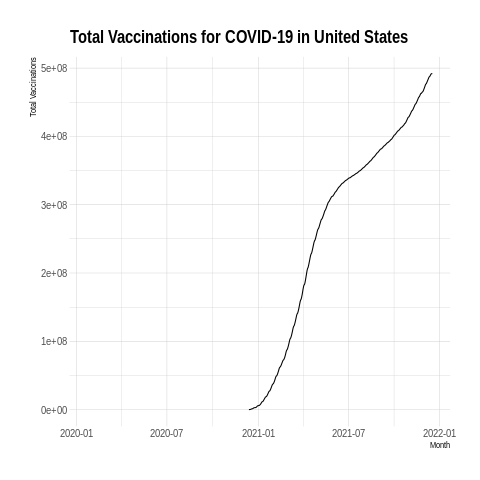 Total Vaccinations for COVID-19 in United States
Total Vaccinations
5e+08
4e+08
3e+08
2e+08
1e+08
0e+00
2020-01 2020-07 2021-01 2021-07 2022-01
Month